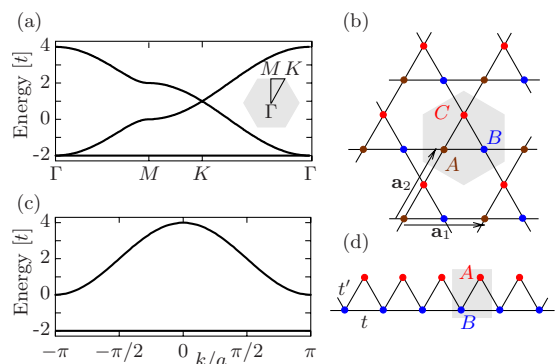 (a)
Energy [t]
4
2
0
-2
Γ
M
K
Γ
M K
Γ
(b)
C
B
A
a₂
a₁
(c)
Energy [t]
4
2
0
-2
−π
−π/2
0
k/a
π/2
π
(d)
A
t'
t
B